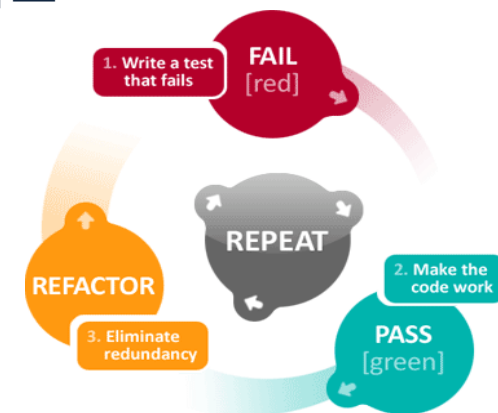 FAIL
[red]
1. Write a test
that fails
REPEAT
2. Make the
code work
PASS
[green]
REFACTOR
3. Eliminate
redundancy